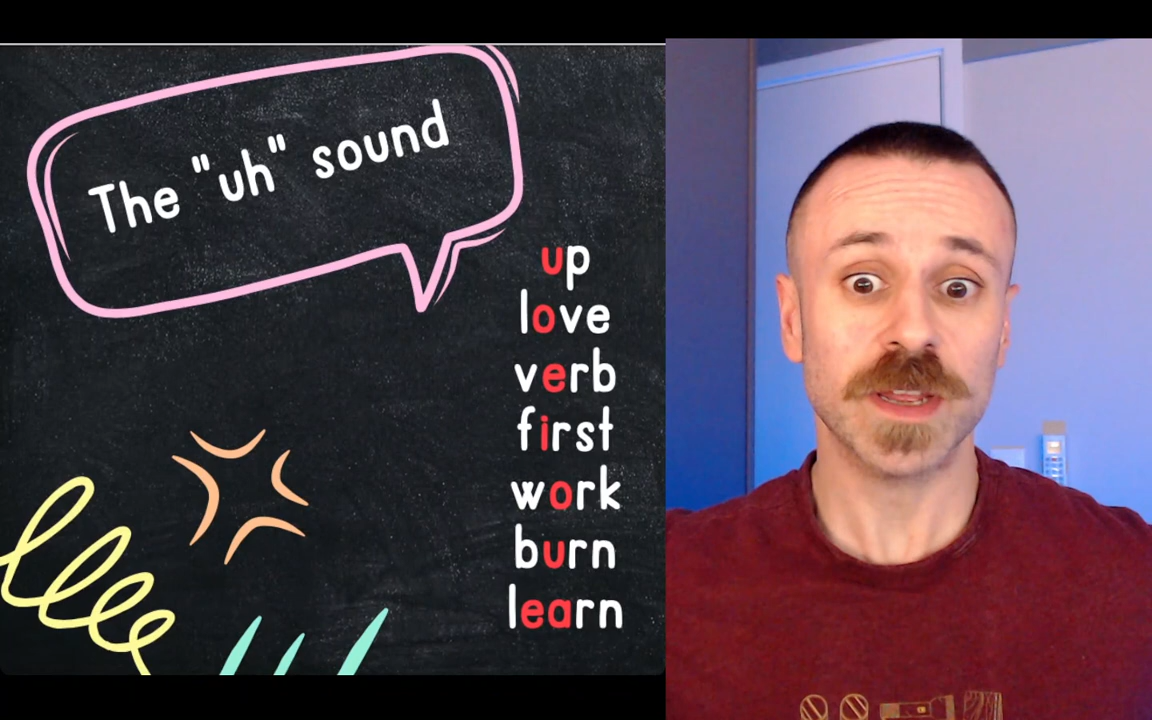 The "uh" sound
up
love
verb
first
work
burn
learn